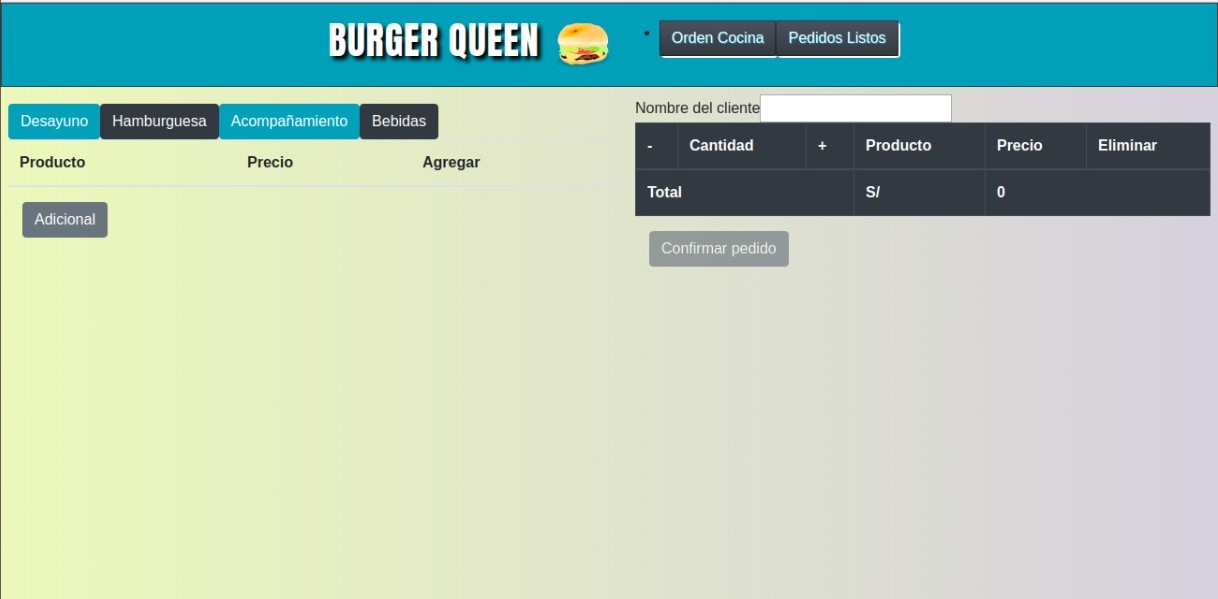 BURGER QUEEN
Orden Cocina Pedidos Listos
Desayuno Hamburguesa Acompañamiento Bebidas
Producto Precio Agregar
Adicional
Nombre del cliente
- Cantidad + Producto Precio Eliminar
Total S/ 0
Confirmar pedido